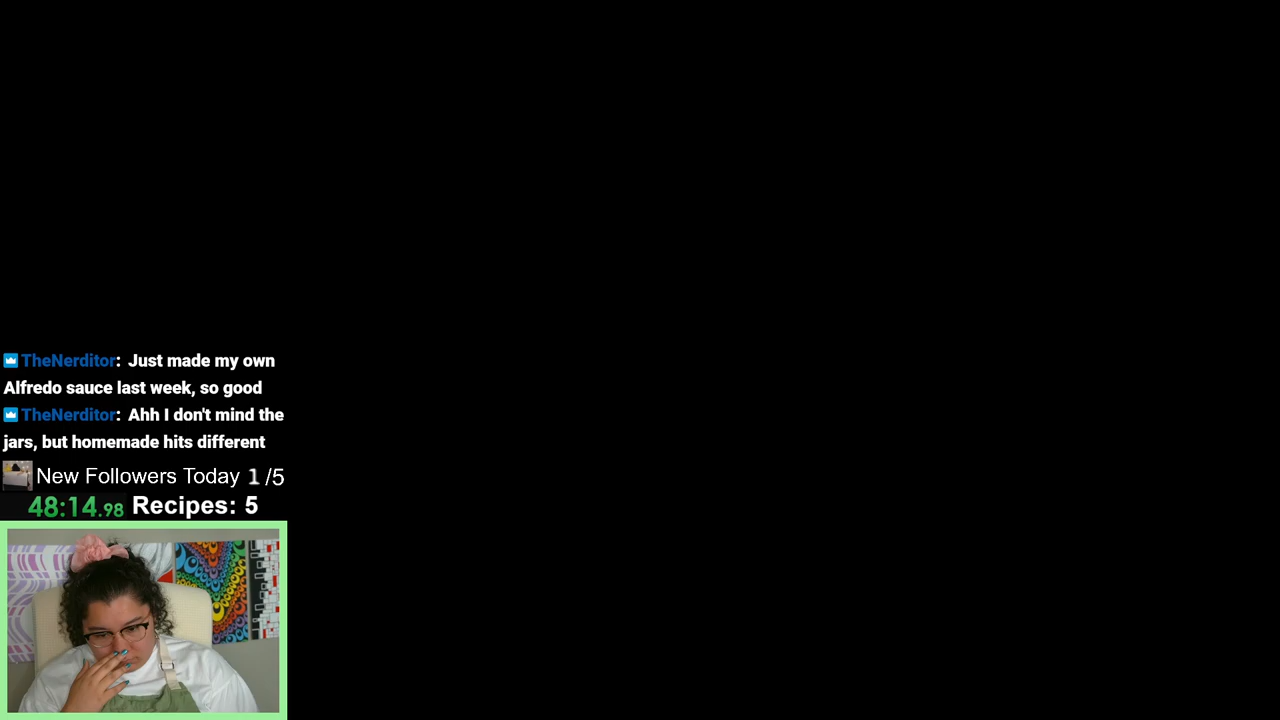 TheNerditor: Just made my own
Alfredo sauce last week, so good
TheNerditor: Ahh I don't mind the
jars, but homemade hits different
New Followers Today 1 /5
48:14.98 Recipes: 5